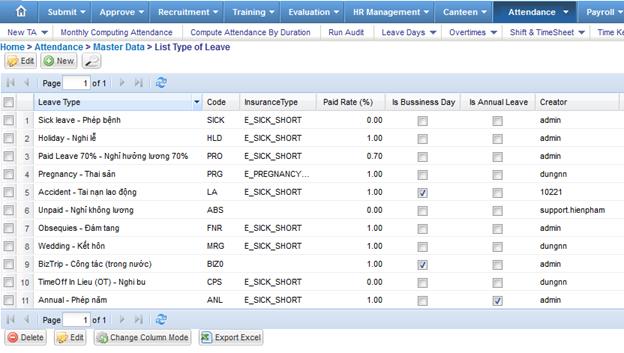 Submit Approve Recruitment Training Evaluation HR Management Canteen Attendance Payroll
New TA Monthly Computing Attendance Compute Attendance By Duration Run Audit Leave Days Overtimes Shift & TimeSheet Time Ke
Home > Attendance > Master Data > List Type of Leave
Edit New
Page 1 of 1
Leave Type Code InsuranceType Paid Rate (%) Is Bussiness Day Is Annual Leave Creator
1 Sick leave - Phép bệnh SICK E_SICK_SHORT 0.00 admin
2 Holiday - Nghỉ lễ HLD E_SICK_SHORT 1.00 admin
3 Paid Leave 70% - Nghỉ hưởng lương 70% PRO E_SICK_SHORT 0.70 admin
4 Pregnancy - Thai sản PRG E_PREGNANCY... 1.00 dungnn
5 Accident - Tai nạn lao động LA E_SICK_SHORT 1.00 10221
6 Unpaid - Nghỉ không lương ABS 0.00 support.hienpham
7 Obsequies - Đám tang FNR E_SICK_SHORT 1.00 admin
8 Wedding - Kết hôn MRG E_SICK_SHORT 1.00 dungnn
9 BizTrip - Công tác (trong nước) BIZ0 1.00 admin
10 TimeOff In Lieu (OT) - Nghi bu CPS E_SICK_SHORT 0.00 dungnn
11 Annual - Phép năm ANL E_SICK_SHORT 1.00 admin
Page 1 of 1
Delete Edit Change Column Mode Export Excel